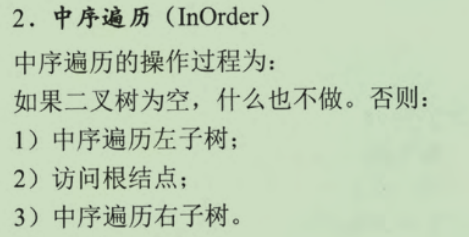 2．中序遍历（InOrder）
中序遍历的操作过程为：
如果二叉树为空，什么也不做。否则：
1）中序遍历左子树；
2）访问根结点；
3）中序遍历右子树。